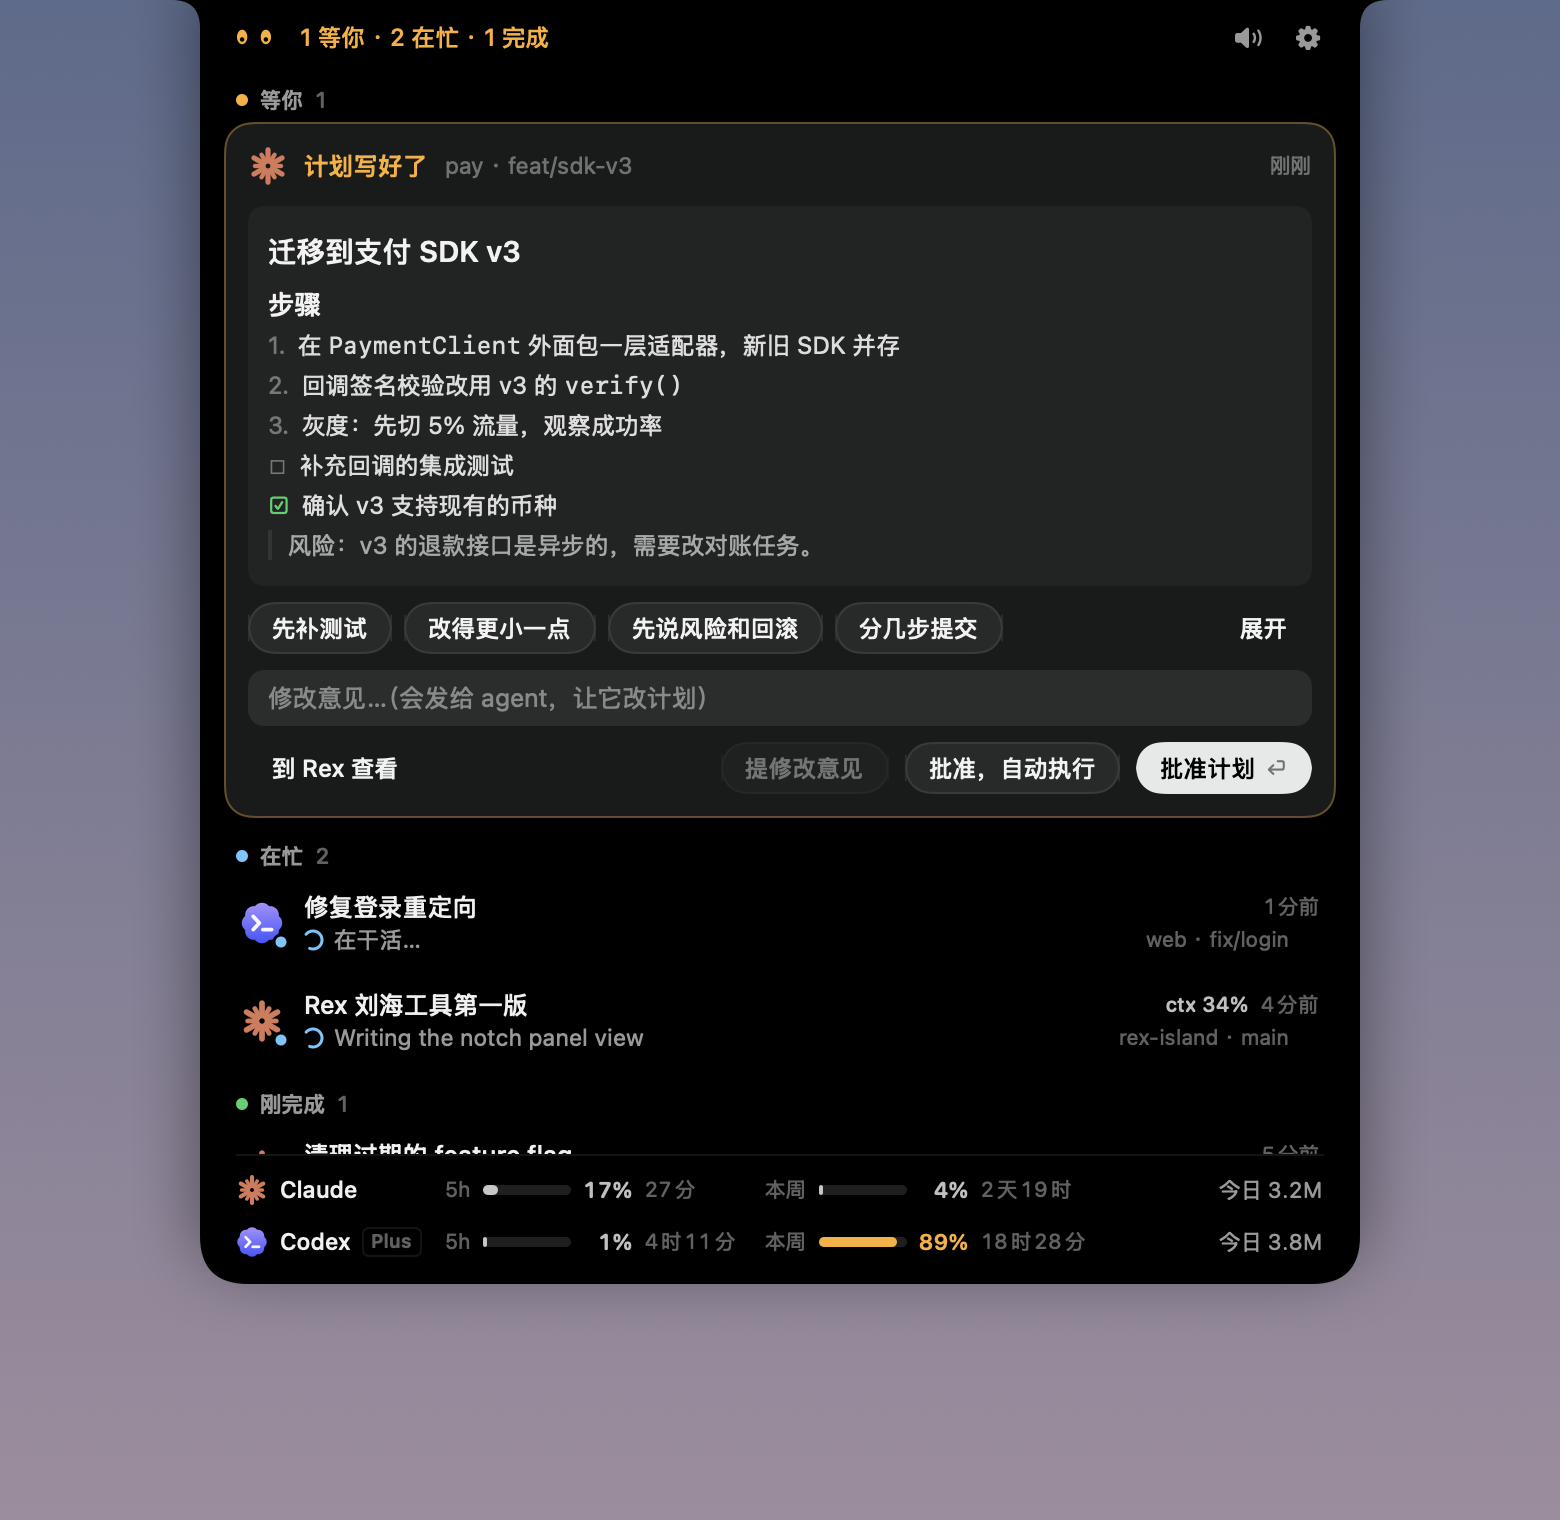 1 等你 · 2 在忙 · 1 完成
等你 1
计划写好了 pay · feat/sdk-v3 刚刚
迁移到支付 SDK v3
步骤
1. 在 PaymentClient 外面包一层适配器，新旧 SDK 并存
2. 回调签名校验改用 v3 的 verify()
3. 灰度：先切 5% 流量，观察成功率
补充回调的集成测试
确认 v3 支持现有的币种
风险：v3 的退款接口是异步的，需要改对账任务。
先补测试 改得更小一点 先说风险和回滚 分几步提交 展开
修改意见...（会发给 agent，让它改计划）
到 Rex 查看 提修改意见 批准，自动执行 批准计划
在忙 2
修复登录重定向 1分前
在干活... web · fix/login
Rex 刘海工具第一版 ctx 34% 4分前
Writing the notch panel view rex-island · main
刚完成 1
清理过期的 feature flag 5分前
Claude 5h 17% 27分 本周 4% 2天19时 今日 3.2M
Codex Plus 5h 1% 4时11分 本周 89% 18时28分 今日 3.8M